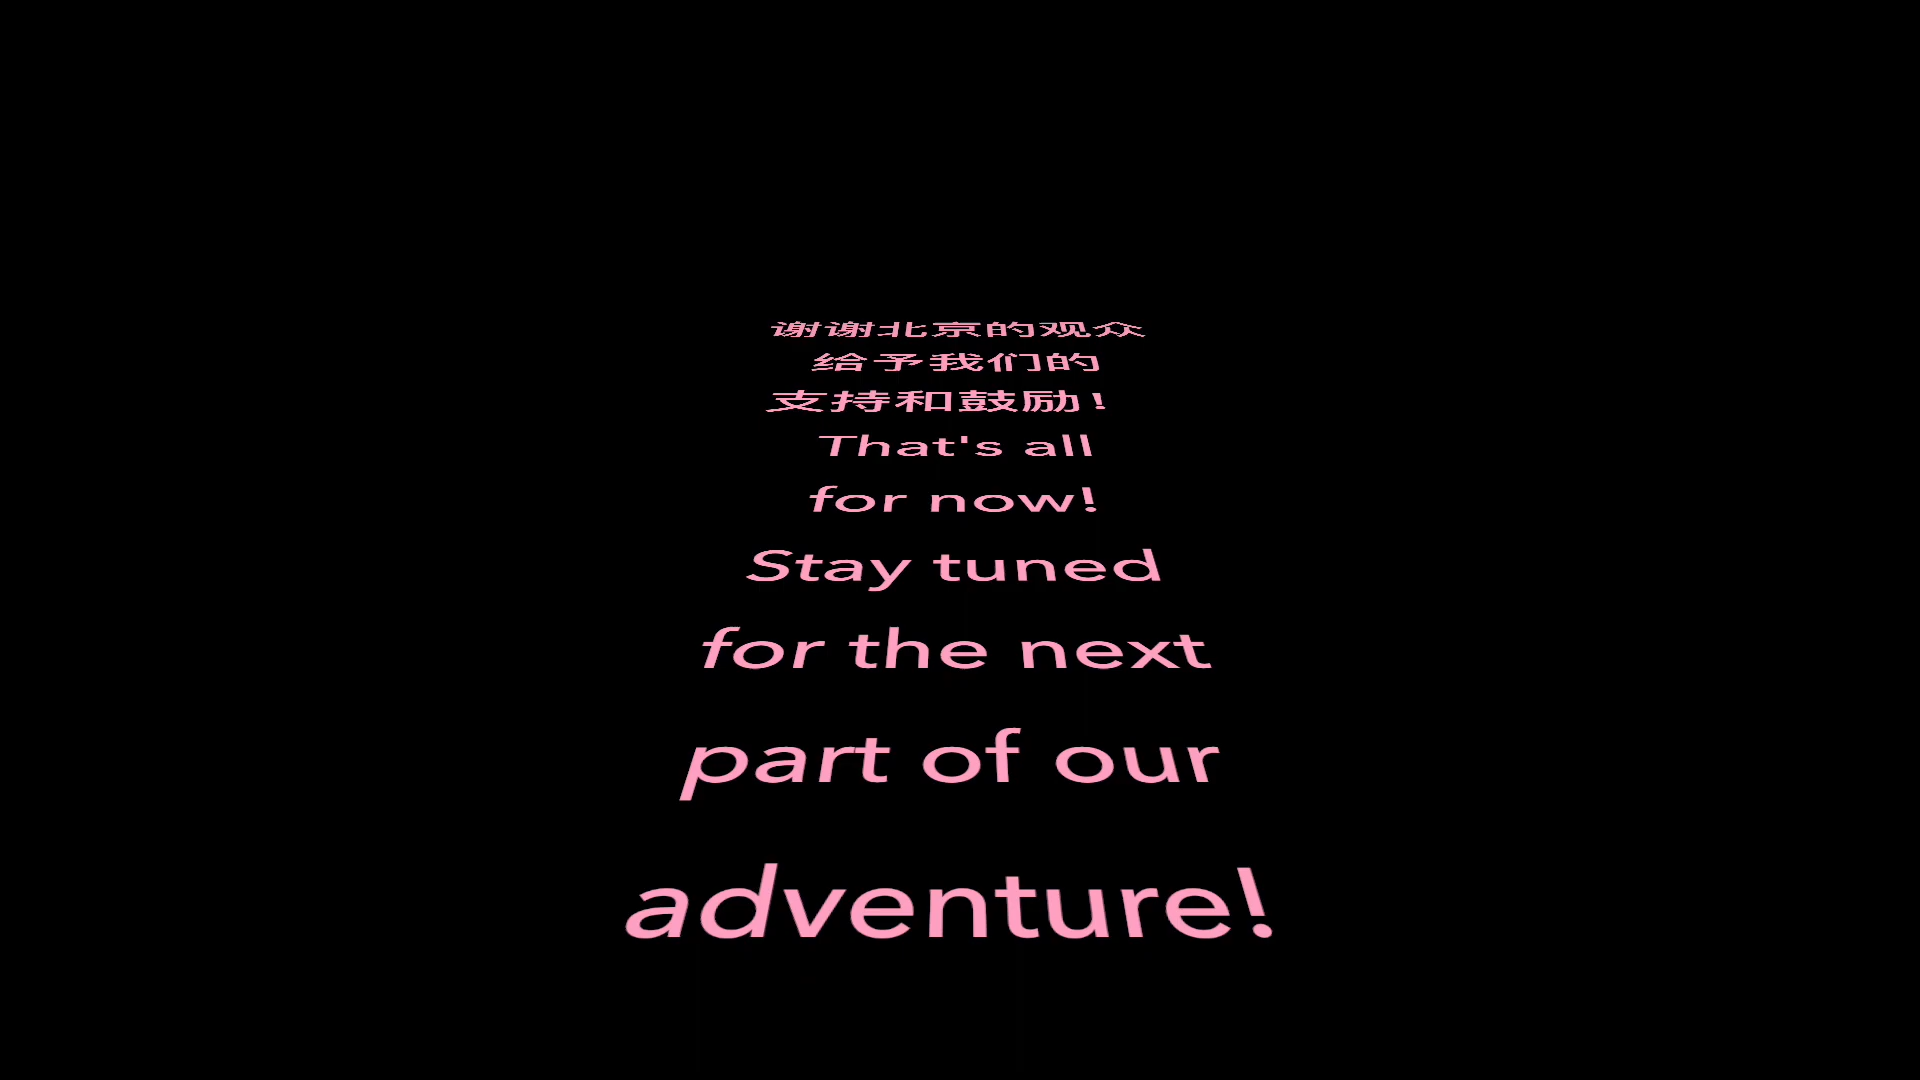 谢谢北京的观众
给予我们的
支持和鼓励!
That's all
for now!
Stay tuned
for the next
part of our
adventure!